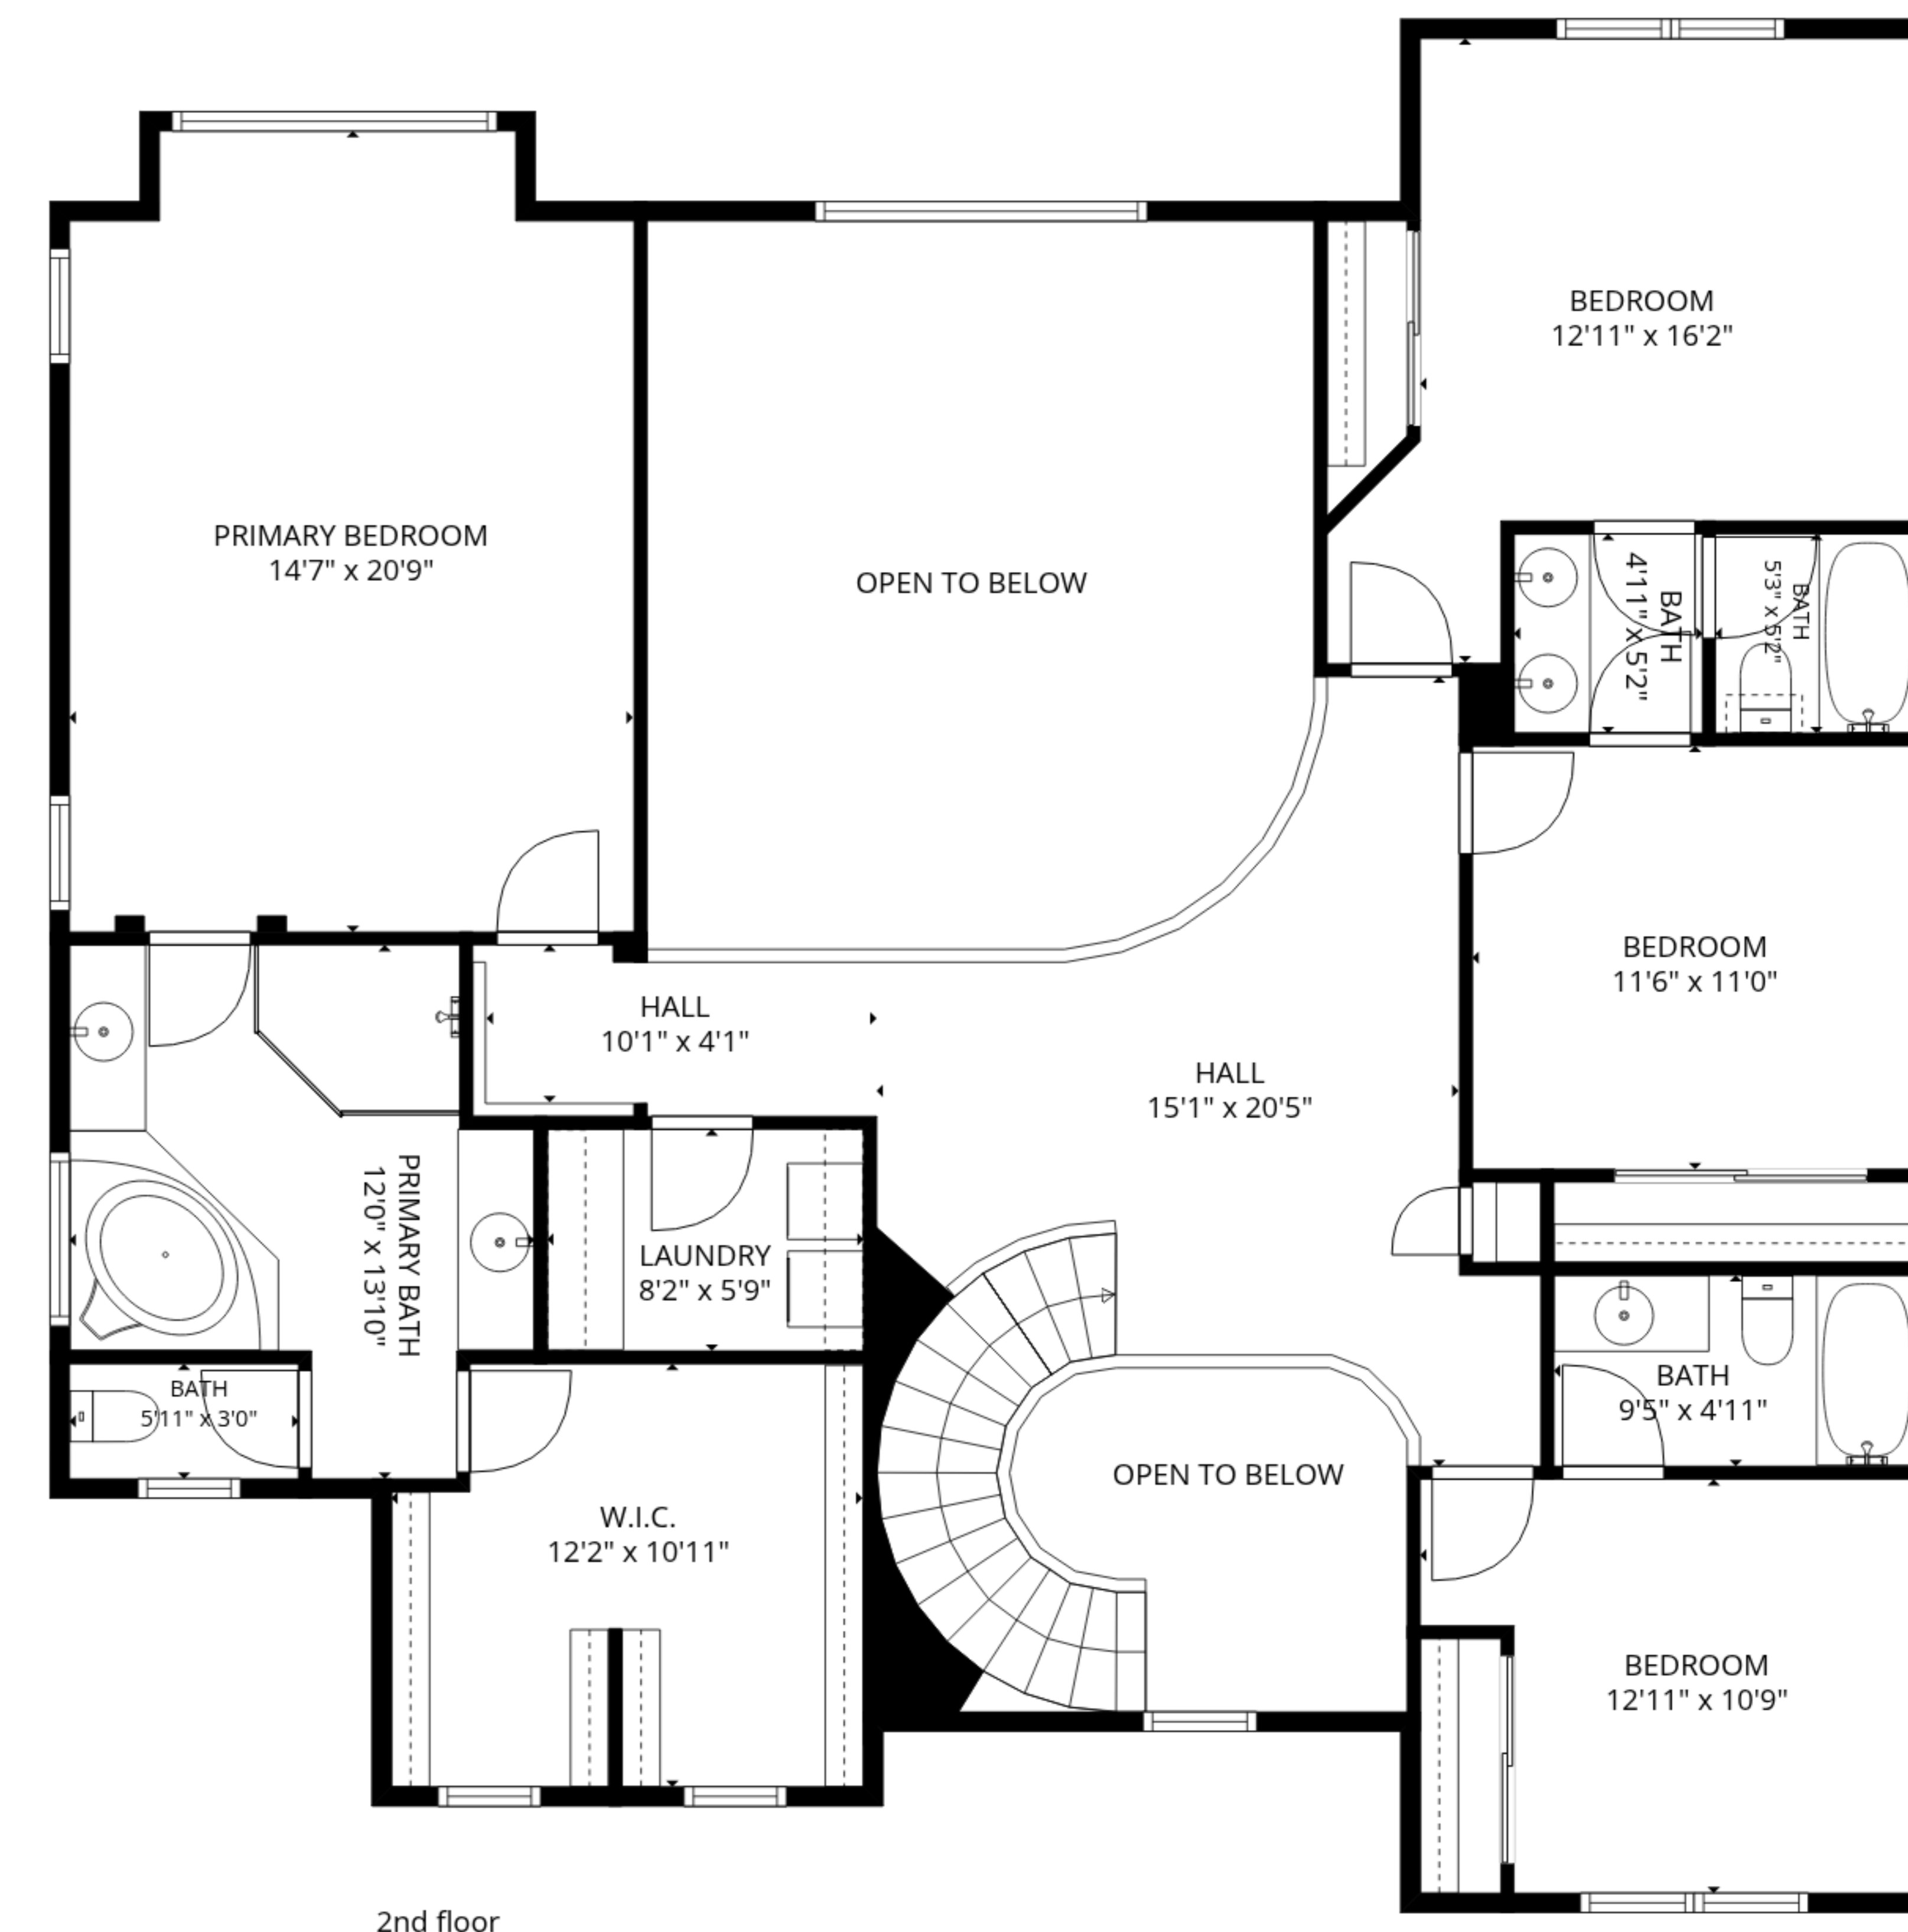 BEDROOM
12'11" x 16'2"
PRIMARY BEDROOM
14'7" x 20'9"
OPEN TO BELOW
BATH
4'11" x 5'2"
BATH
5'3" x 5'2"
BEDROOM
11'6" x 11'0"
HALL
10'1" x 4'1"
HALL
15'1" x 20'5"
PRIMARY BATH
12'0" x 13'10"
LAUNDRY
8'2" x 5'9"
BATH
5'11" x 3'0"
BATH
9'5" x 4'11"
OPEN TO BELOW
W.I.C.
12'2" x 10'11"
BEDROOM
12'11" x 10'9"
2nd floor